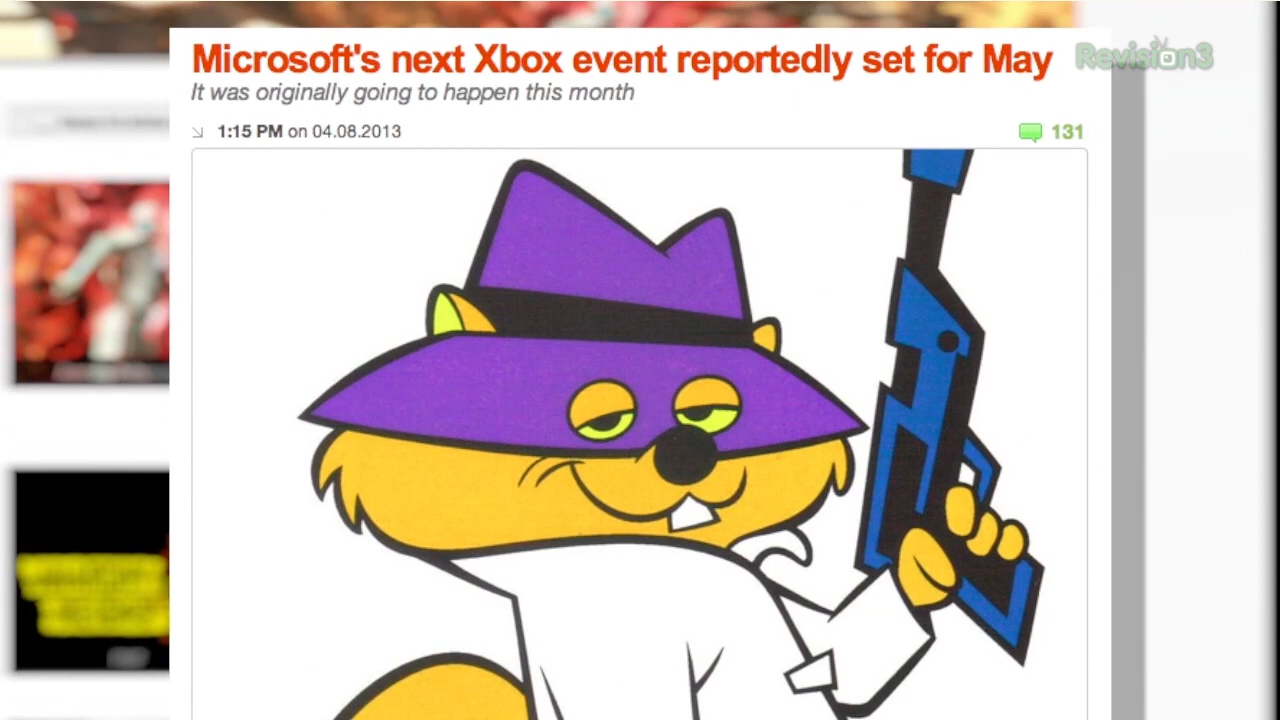 Microsoft's next Xbox event reportedly set for May
Revision3
It was originally going to happen this month
1:15 PM on 04.08.2013
131